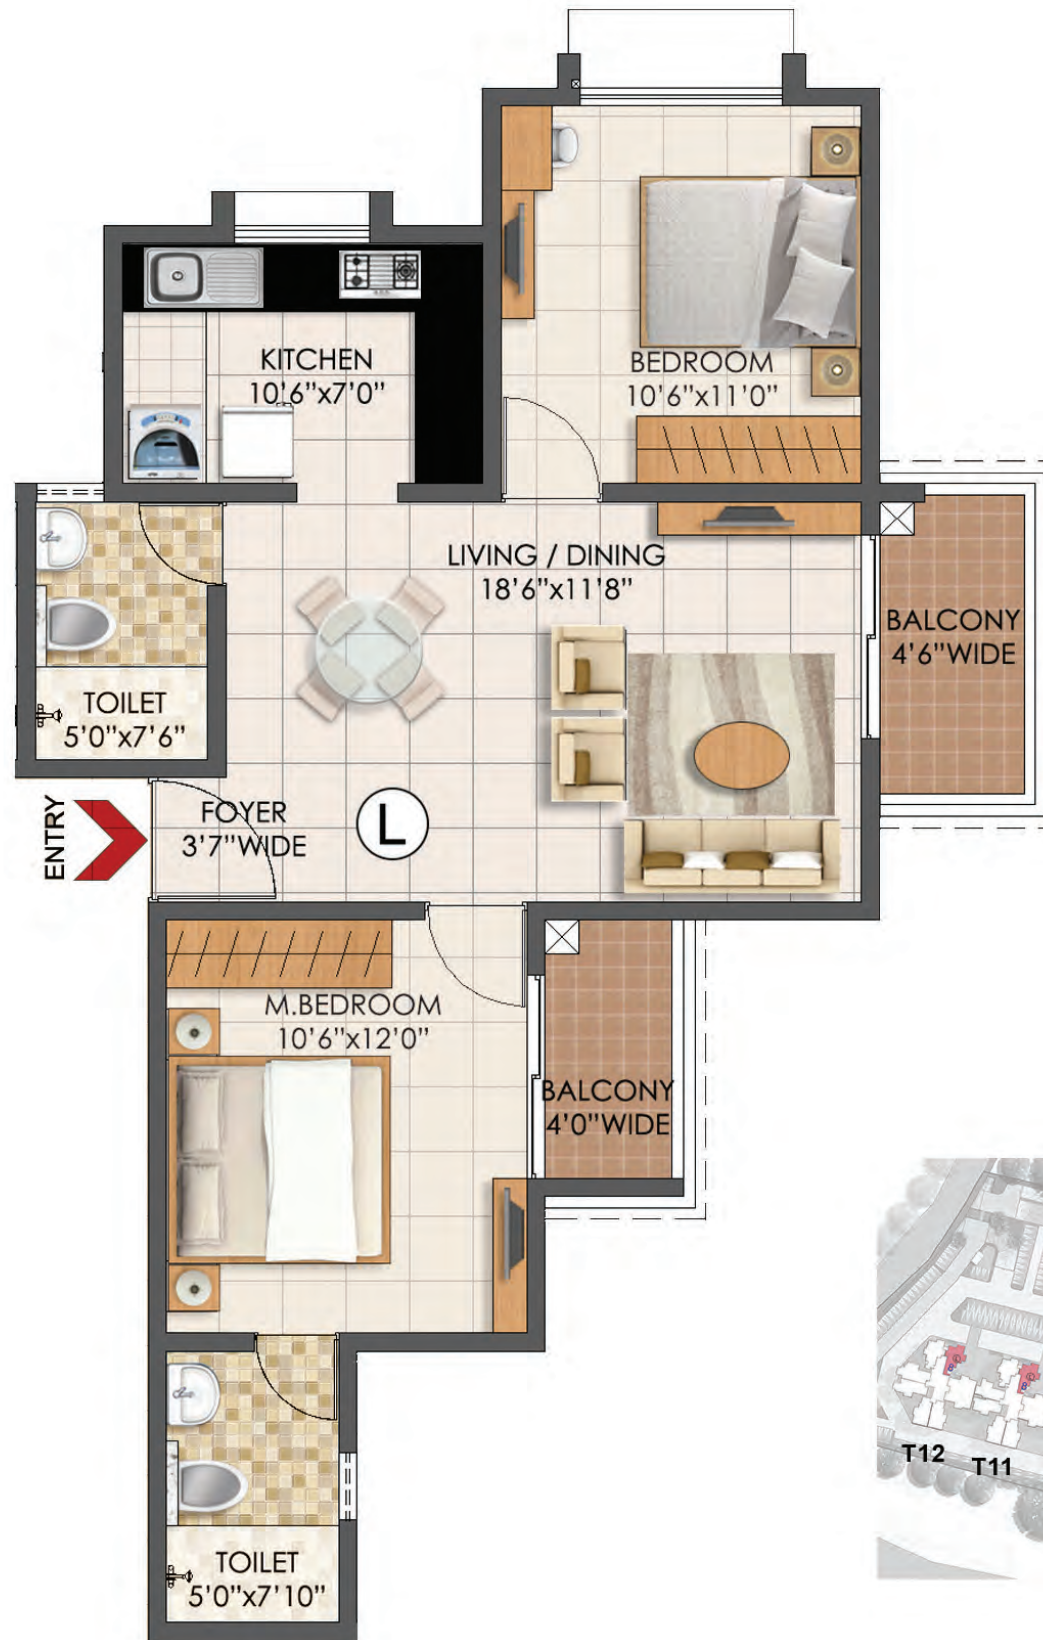 KITCHEN
10'6"x7'0"
BEDROOM
10'6"x11'0"
LIVING / DINING
18'6"x11'8"
BALCONY
4'6"WIDE
TOILET
5'0"x7'6"
ENTRY
FOYER
3'7"WIDE
L
M.BEDROOM
10'6"x12'0"
BALCONY
4'0"WIDE
T12
T11
TOILET
5'0"x7'10"